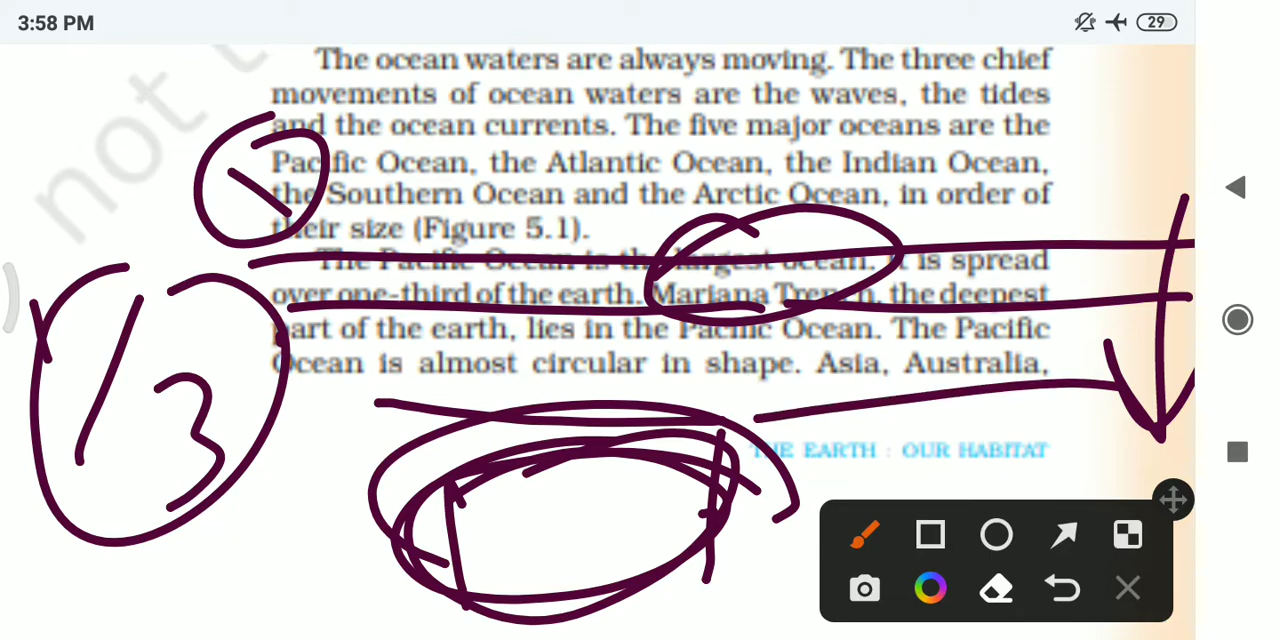 3:58 PM
29
not t
The ocean waters are always moving. The three chief
movements of ocean waters are the waves, the tides
and the ocean currents. The five major oceans are the
Pacific Ocean, the Atlantic Ocean, the Indian Ocean,
the Southern Ocean and the Arctic Ocean, in order of
their size (Figure 5.1).
The Pacific Ocean is the largest ocean. It is spread
over one-third of the earth. Mariana Trench, the deepest
part of the earth, lies in the Pacific Ocean. The Pacific
Ocean is almost circular in shape. Asia, Australia,
1/3
THE EARTH : OUR HABITAT